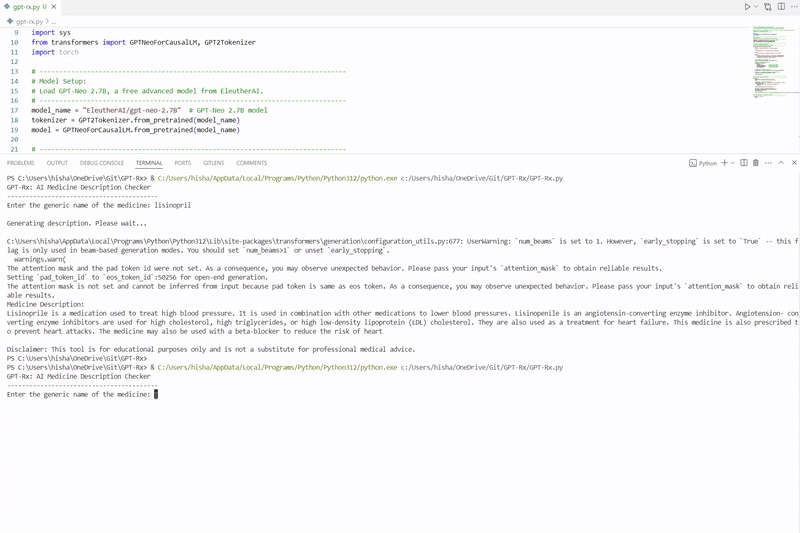 gpt-rx.py U
gpt-rx.py > ...
9 import sys
10 from transformers import GPTNeoForCausalLM, GPT2Tokenizer
11 import torch
12
13 # --------------------------------------------------------------------------
14 # Model Setup:
15 # Load GPT-Neo 2.7B, a free advanced model from EleutherAI.
16 # --------------------------------------------------------------------------
17 model_name = "EleutherAI/gpt-neo-2.7B" # GPT-Neo 2.7B model
18 tokenizer = GPT2Tokenizer.from_pretrained(model_name)
19 model = GPTNeoForCausalLM.from_pretrained(model_name)
20
21 # --------------------------------------------------------------------------
PROBLEMS OUTPUT DEBUG CONSOLE TERMINAL PORTS GITLENS COMMENTS Python
PS C:\Users\hisha\OneDrive\Git\GPT-Rx> & C:/Users/hisha/AppData/Local/Programs/Python/Python312/python.exe c:/Users/hisha/OneDrive/Git/GPT-Rx/GPT-Rx.py
GPT-Rx: AI Medicine Description Checker
----------------------------------------
Enter the generic name of the medicine: lisinopril
Generating description. Please wait...
C:\Users\hisha\AppData\Local\Programs\Python\Python312\Lib\site-packages\transformers\generation\configuration_utils.py:677: UserWarning: `num_beams` is set to 1. However, `early_stopping` is set to `True` -- this f
lag is only used in beam-based generation modes. You should set `num_beams>1` or unset `early_stopping`.
warnings.warn(
The attention mask and the pad token id were not set. As a consequence, you may observe unexpected behavior. Please pass your input's `attention_mask` to obtain reliable results.
Setting `pad_token_id` to `eos_token_id`:50256 for open-end generation.
The attention mask is not set and cannot be inferred from input because pad token is same as eos token. As a consequence, you may observe unexpected behavior. Please pass your input's `attention_mask` to obtain reli
able results.
Medicine Description:
Lisinoprile is a medication used to treat high blood pressure. It is used in combination with other medications to lower blood pressures. Lisinopenile is an angiotensin-converting enzyme inhibitor. Angiotension- con
verting enzyme inhibitors are used for high cholesterol, high triglycerides, or high low-density lipoprotein (LDL) cholesterol. They are also used as a treatment for heart failure. This medicine is also prescribed t
o prevent heart attacks. The medicine may also be used with a beta-blocker to reduce the risk of heart
Disclaimer: This tool is for educational purposes only and is not a substitute for professional medical advice.
PS C:\Users\hisha\OneDrive\Git\GPT-Rx>
PS C:\Users\hisha\OneDrive\Git\GPT-Rx> & C:/Users/hisha/AppData/Local/Programs/Python/Python312/python.exe c:/Users/hisha/OneDrive/Git/GPT-Rx/GPT-Rx.py
GPT-Rx: AI Medicine Description Checker
----------------------------------------
Enter the generic name of the medicine: